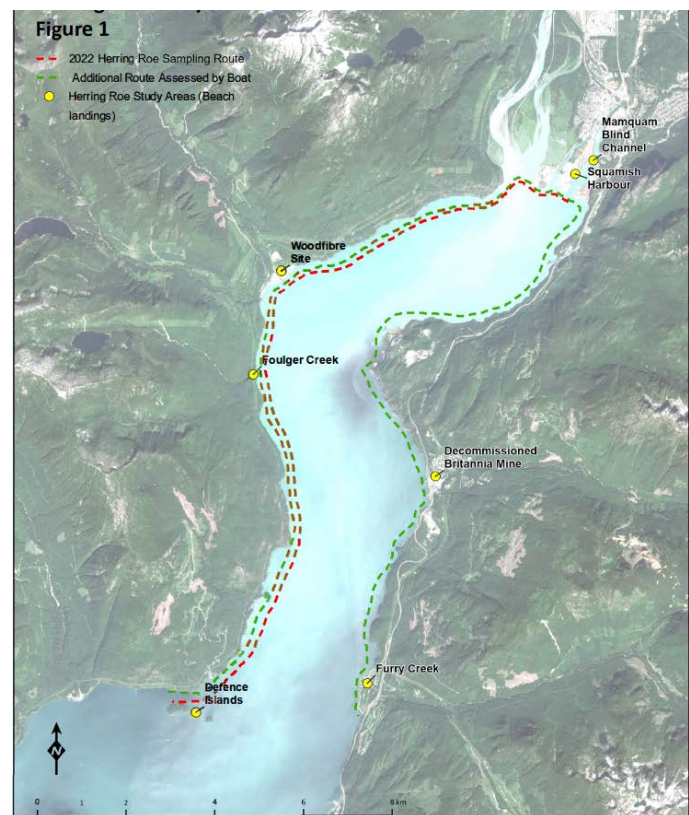 Figure 1
2022 Herring Roe Sampling Route
Additional Route Assessed by Boat
Herring Roe Study Areas (Beach
landings)
Mamquam
Blind
Channel
Squamish
Harbour
Woodfibre
Site
Foulger Creek
Decommissioned
Britannia Mine
Furry Creek
Defence
Islands
N
0 1 2 4 6 8 km